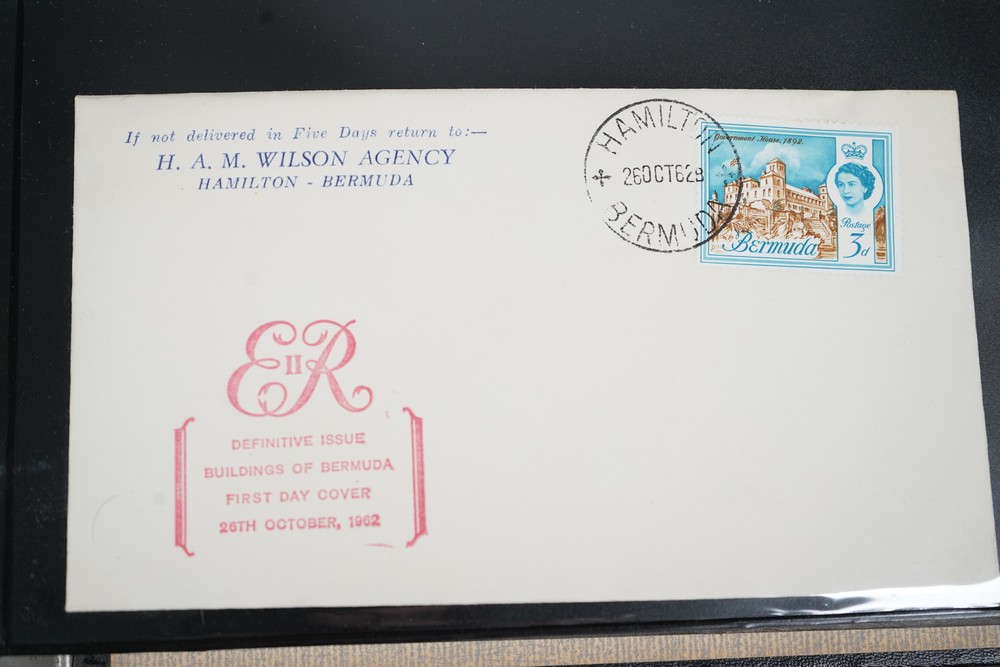 If not delivered in Five Days return to:—
H. A. M. WILSON AGENCY
HAMILTON - BERMUDA
HAMILTON
26OCT62B
BERMUDA
Government House, 1892.
Postage
Bermuda
3d
EIIR
DEFINITIVE ISSUE
BUILDINGS OF BERMUDA
FIRST DAY COVER
26TH OCTOBER, 1962